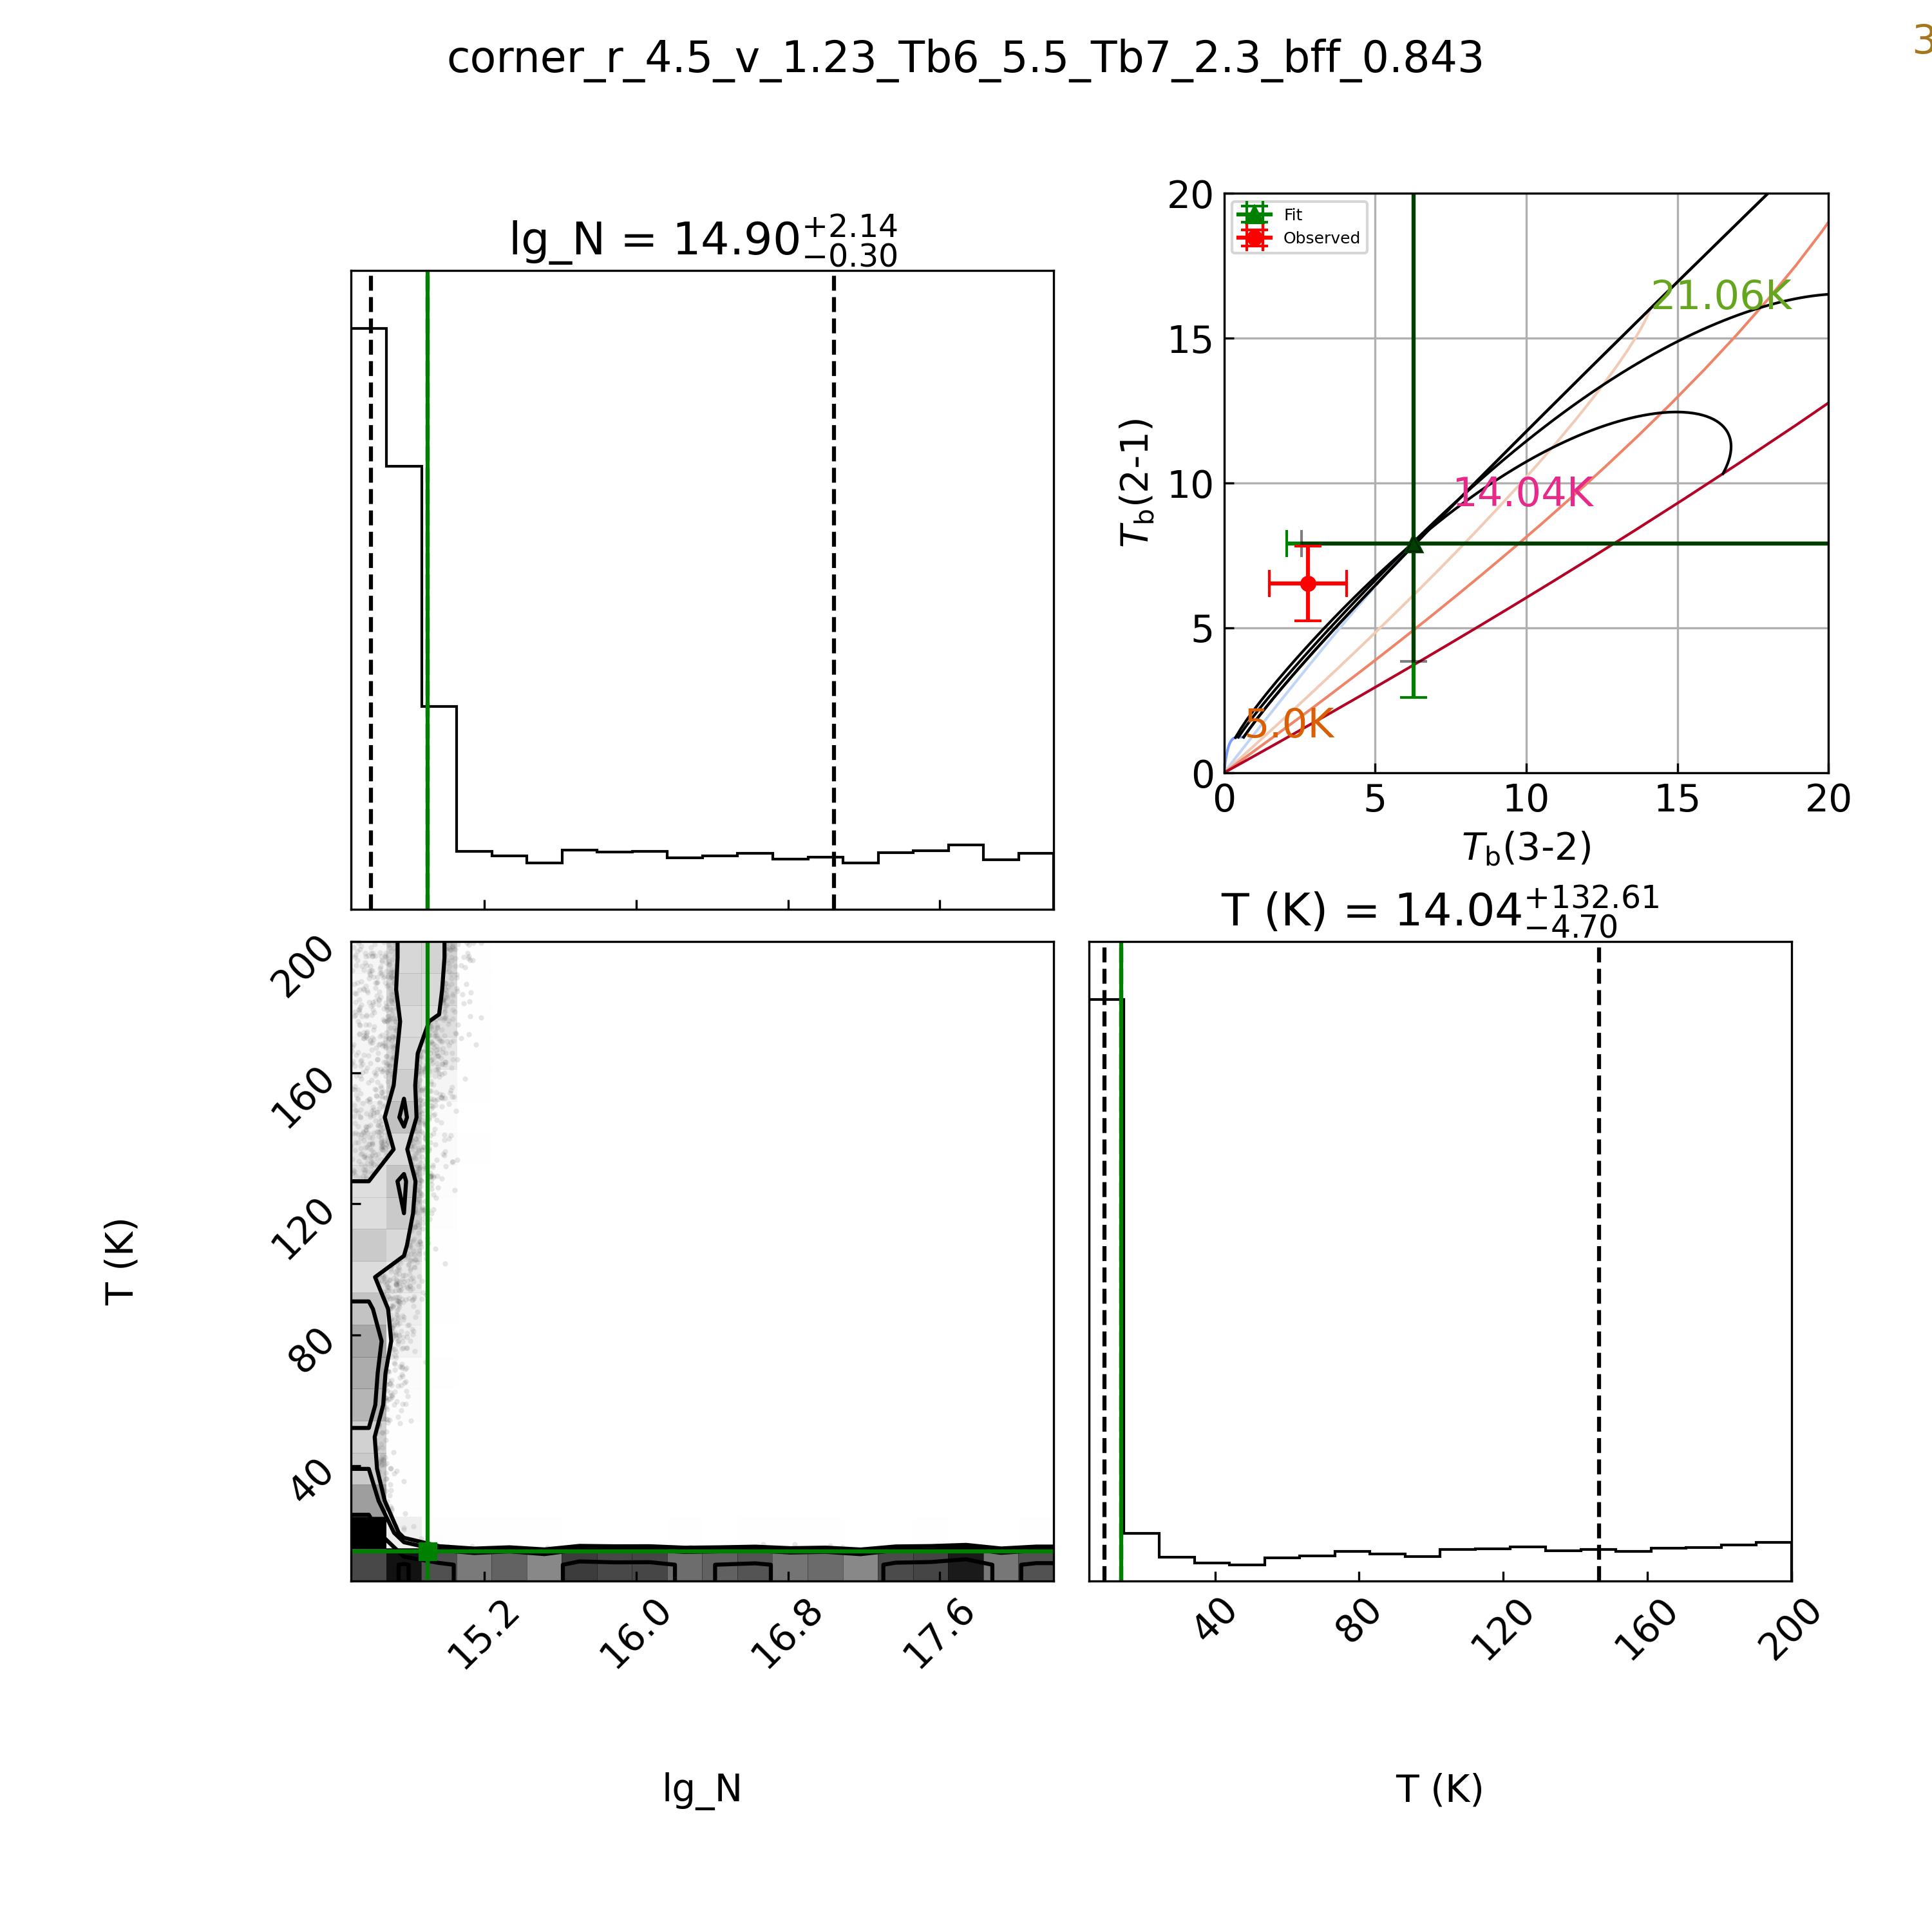 corner_r_4.5_v_1.23_Tb6_5.5_Tb7_2.3_bff_0.843
3
lg_N = 14.90 +2.14 −0.30
20
15
10
5
0
T_b(2-1)
Fit
Observed
21.06K
14.04K
5.0K
0 5 10 15 20
T_b(3-2)
T (K) = 14.04 +132.61 −4.70
200
160
120
80
40
T (K)
15.2 16.0 16.8 17.6
40 80 120 160 200
lg_N
T (K)